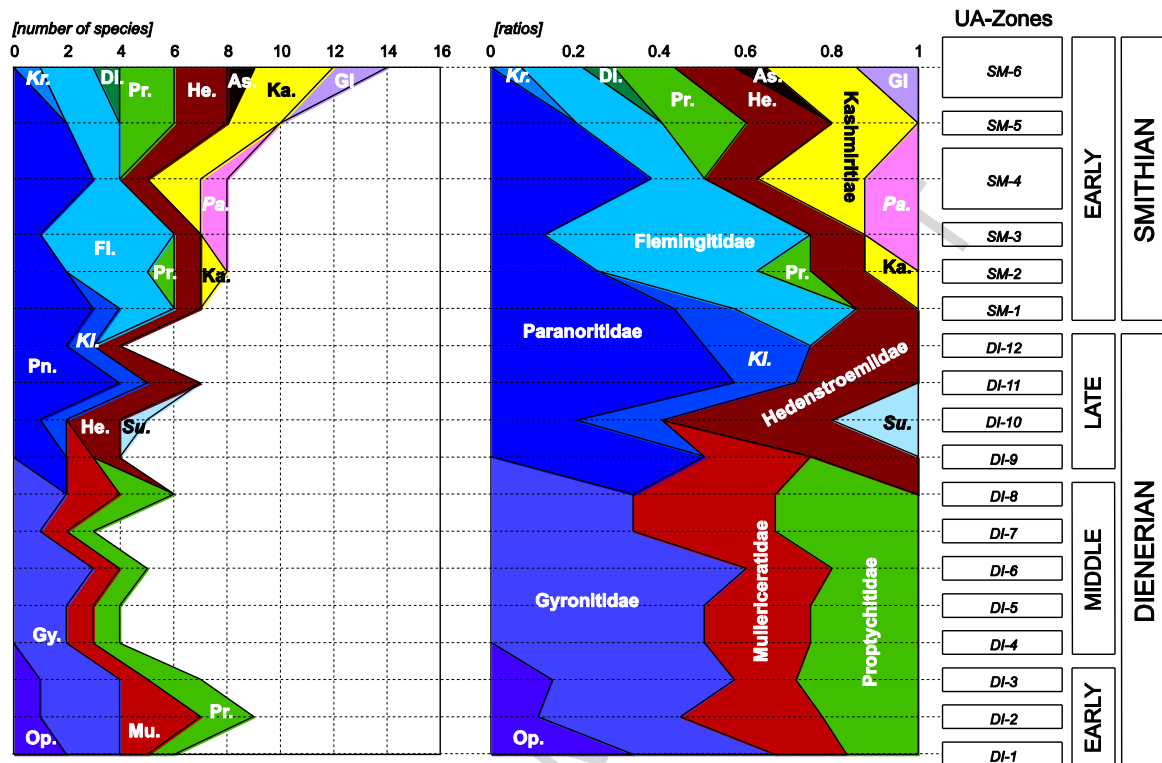 [number of species]
0 2 4 6 8 10 12 14 16
[ratios]
0 0.2 0.4 0.6 0.8 1
UA-Zones
Kr.
Fl.
Di.
Pr.
He.
As.
Ka.
Gl
Pa.
Pr.
Ka.
Kl.
Pn.
He.
Su.
Gy.
Pr.
Mu.
Op.
Kr.
Di.
Pr.
As.
He.
Kashmiritiae
Gl
Pa.
Flemingitidae
Pr.
Ka.
Paranoritidae
Kl.
Hedenstroemiidae
Su.
Gyronitidae
Mullericeratidae
Proptychitidae
Op.
SM-6
SM-5
SM-4
SM-3
SM-2
SM-1
DI-12
DI-11
DI-10
DI-9
DI-8
DI-7
DI-6
DI-5
DI-4
DI-3
DI-2
DI-1
EARLY
SMITHIAN
LATE
MIDDLE
EARLY
DIENERIAN